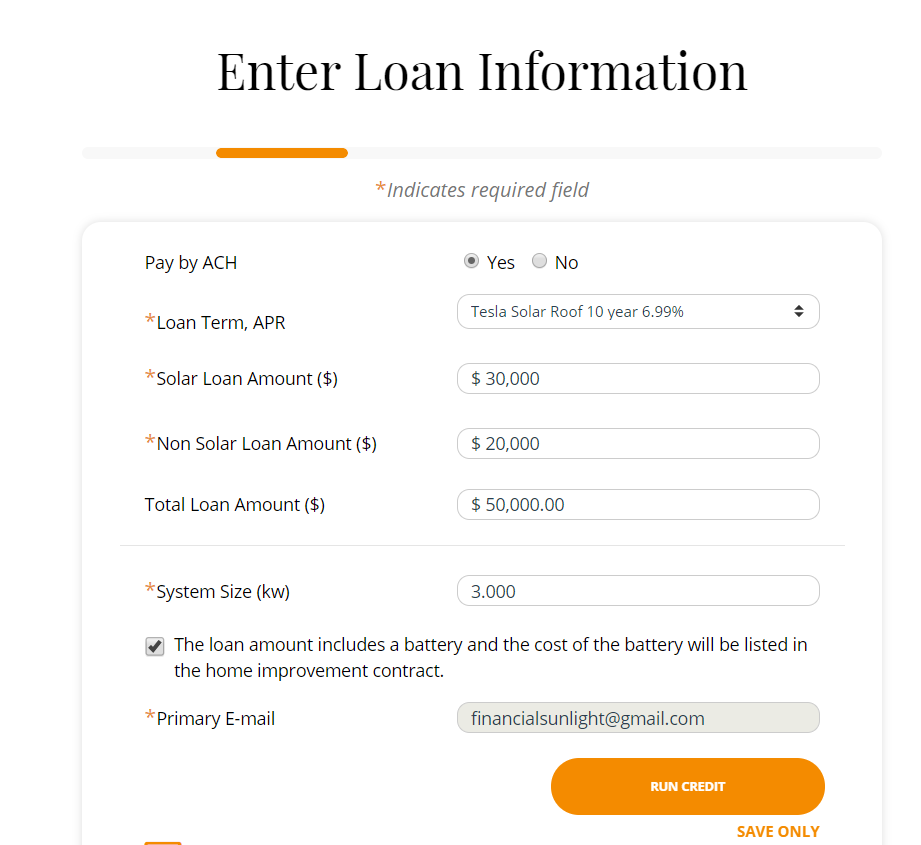 Enter Loan Information
*Indicates required field
Pay by ACH Yes No
*Loan Term, APR Tesla Solar Roof 10 year 6.99%
*Solar Loan Amount ($) $ 30,000
*Non Solar Loan Amount ($) $ 20,000
Total Loan Amount ($) $ 50,000.00
*System Size (kw) 3.000
The loan amount includes a battery and the cost of the battery will be listed in
the home improvement contract.
*Primary E-mail financialsunlight@gmail.com
RUN CREDIT
SAVE ONLY